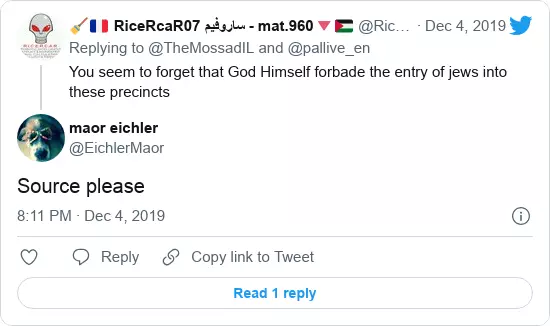 RiceRcaR07 ساروفيم - mat.960 @Ric… · Dec 4, 2019
Replying to @TheMossadIL and @pallive_en
You seem to forget that God Himself forbade the entry of jews into
these precincts
maor eichler
@EichlerMaor
Source please
8:11 PM · Dec 4, 2019
Reply
Copy link to Tweet
Read 1 reply